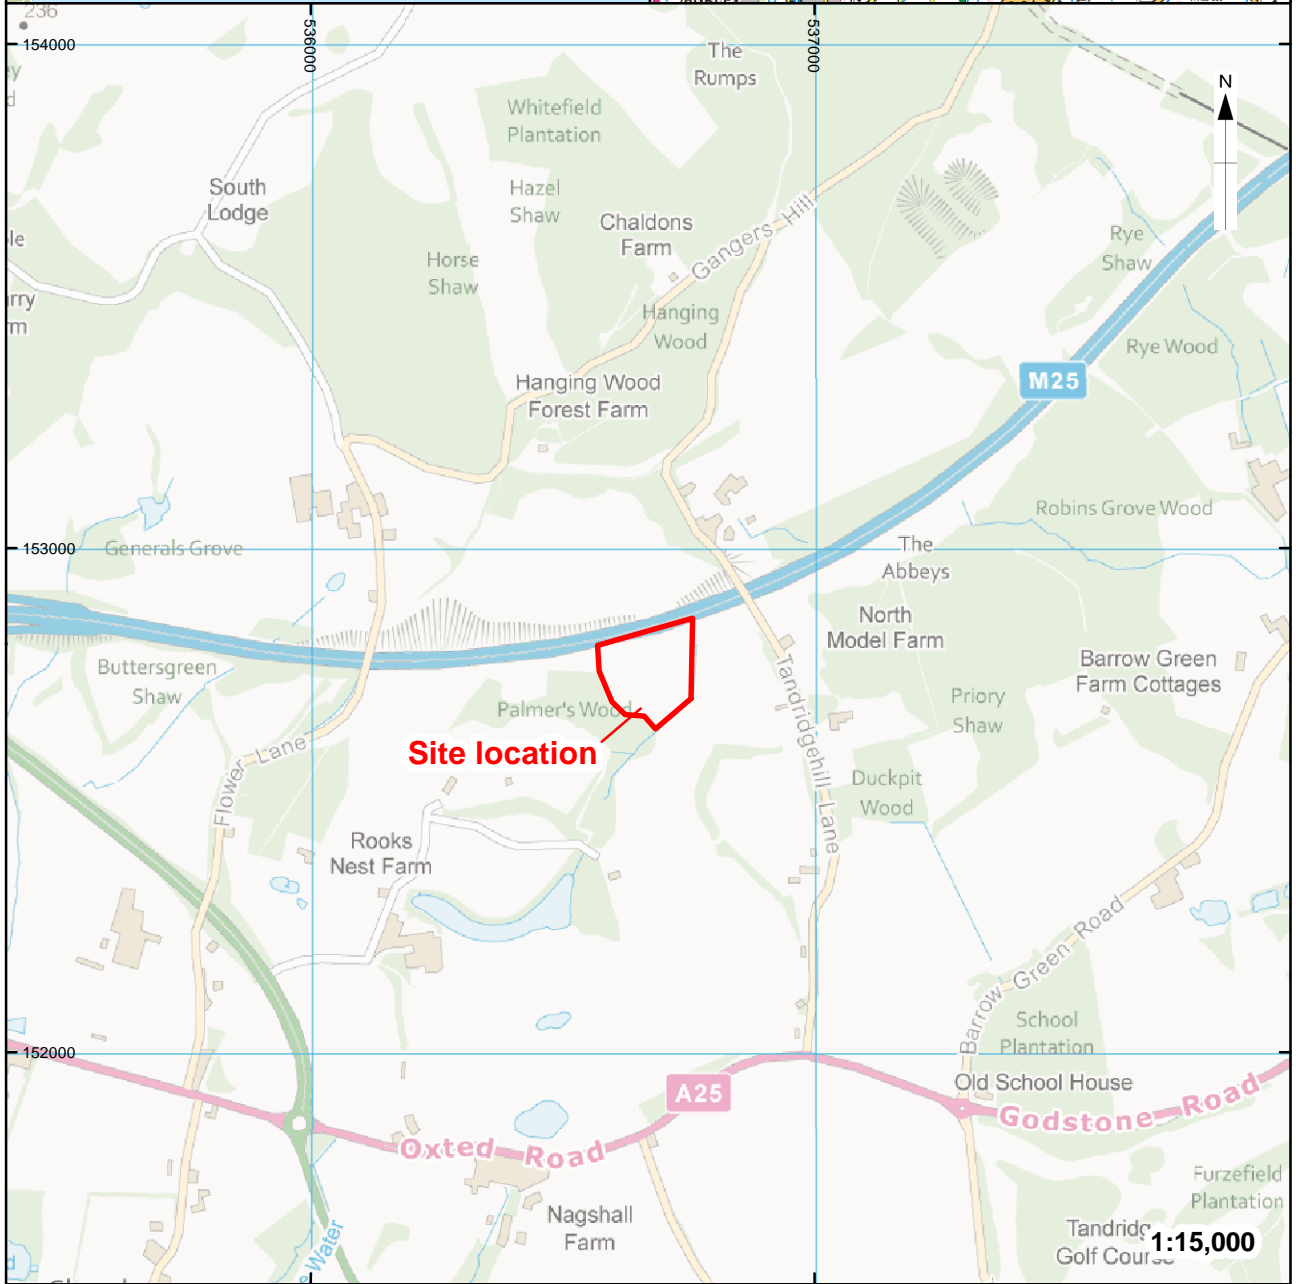 236
154000
536000
537000
The
Rumps
N
Whitefield
Plantation
South
Lodge
Hazel
Shaw
Chaldons
Farm
Gangers Hill
Rye
Shaw
Horse
Shaw
Hanging
Wood
Rye Wood
M25
Hanging Wood
Forest Farm
Robins Grove Wood
153000
Generals Grove
The
Abbeys
North
Model Farm
Buttersgreen
Shaw
Barrow Green
Farm Cottages
Palmer's Wood
Priory
Shaw
Tandridgehill Lane
Site location
Flower Lane
Duckpit
Wood
Rooks
Nest Farm
Barrow Green Road
School
Plantation
152000
Old School House
A25
Godstone Road
Oxted Road
Furzefield
Plantation
Nagshall
Farm
Water
Golf Course
1:15,000